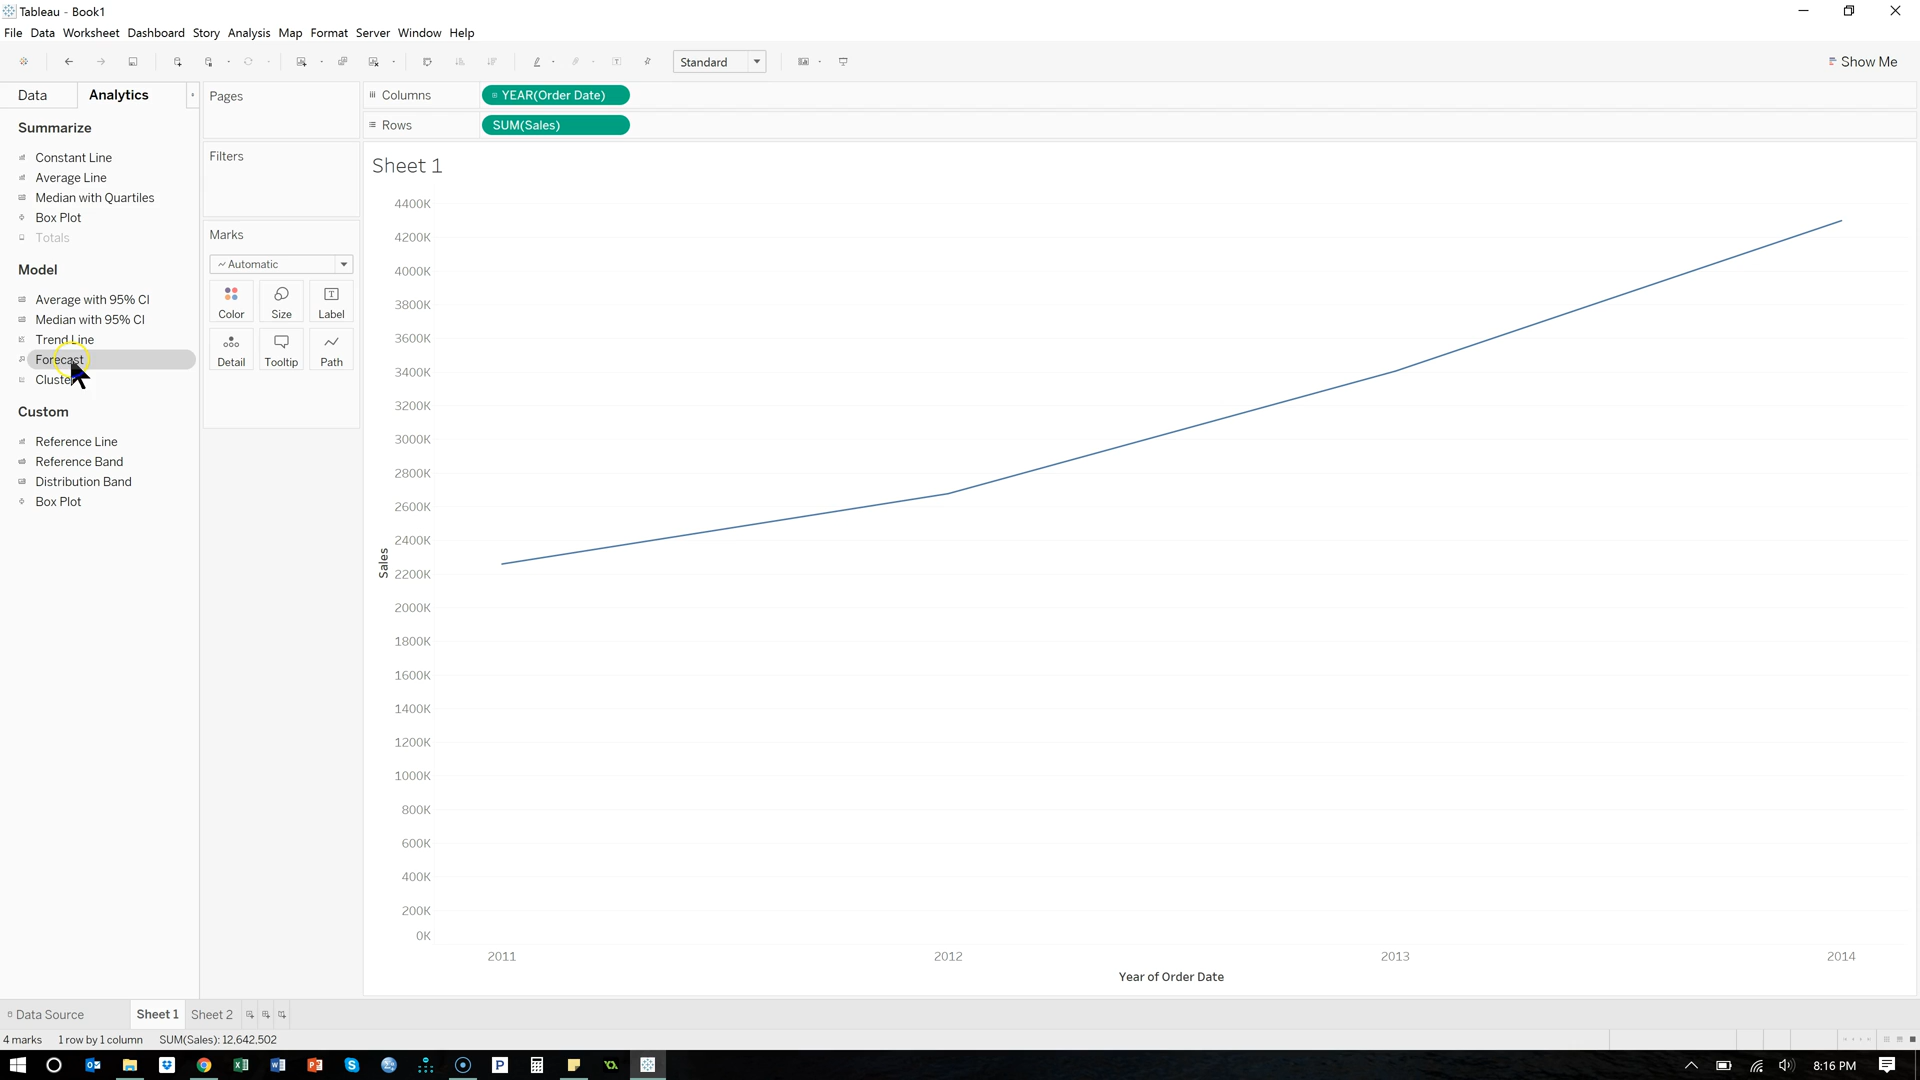 Tableau - Book1
File Data Worksheet Dashboard Story Analysis Map Format Server Window Help
Standard
Show Me
Data Analytics
Summarize
Constant Line
Average Line
Median with Quartiles
Box Plot
Totals
Model
Average with 95% CI
Median with 95% CI
Trend Line
Forecast
Cluster
Custom
Reference Line
Reference Band
Distribution Band
Box Plot
Pages
Filters
Marks
Automatic
Color Size Label
Detail Tooltip Path
Columns YEAR(Order Date)
Rows SUM(Sales)
Sheet 1
4400K
4200K
4000K
3800K
3600K
3400K
3200K
3000K
2800K
2600K
2400K
2200K
2000K
1800K
1600K
1400K
1200K
1000K
800K
600K
400K
200K
0K
Sales
2011 2012 2013 2014
Year of Order Date
Data Source Sheet 1 Sheet 2
4 marks 1 row by 1 column SUM(Sales): 12,642,502
8:16 PM